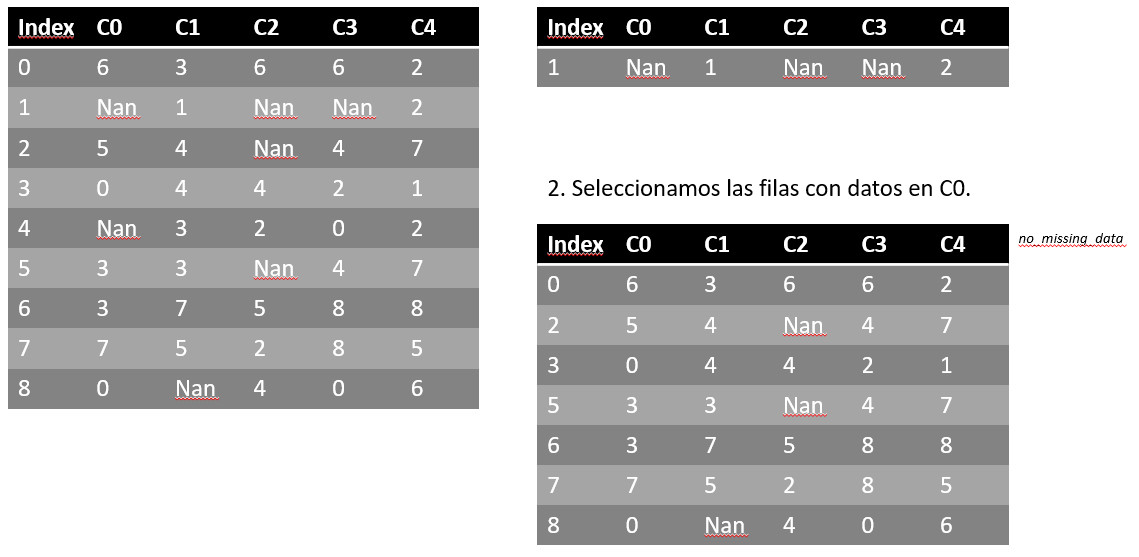 Index C0 C1 C2 C3 C4
0 6 3 6 6 2
1 Nan 1 Nan Nan 2
2 5 4 Nan 4 7
3 0 4 4 2 1
4 Nan 3 2 0 2
5 3 3 Nan 4 7
6 3 7 5 8 8
7 7 5 2 8 5
8 0 Nan 4 0 6
Index C0 C1 C2 C3 C4
1 Nan 1 Nan Nan 2
2. Seleccionamos las filas con datos en C0.
Index C0 C1 C2 C3 C4
no_missing_data
0 6 3 6 6 2
2 5 4 Nan 4 7
3 0 4 4 2 1
5 3 3 Nan 4 7
6 3 7 5 8 8
7 7 5 2 8 5
8 0 Nan 4 0 6